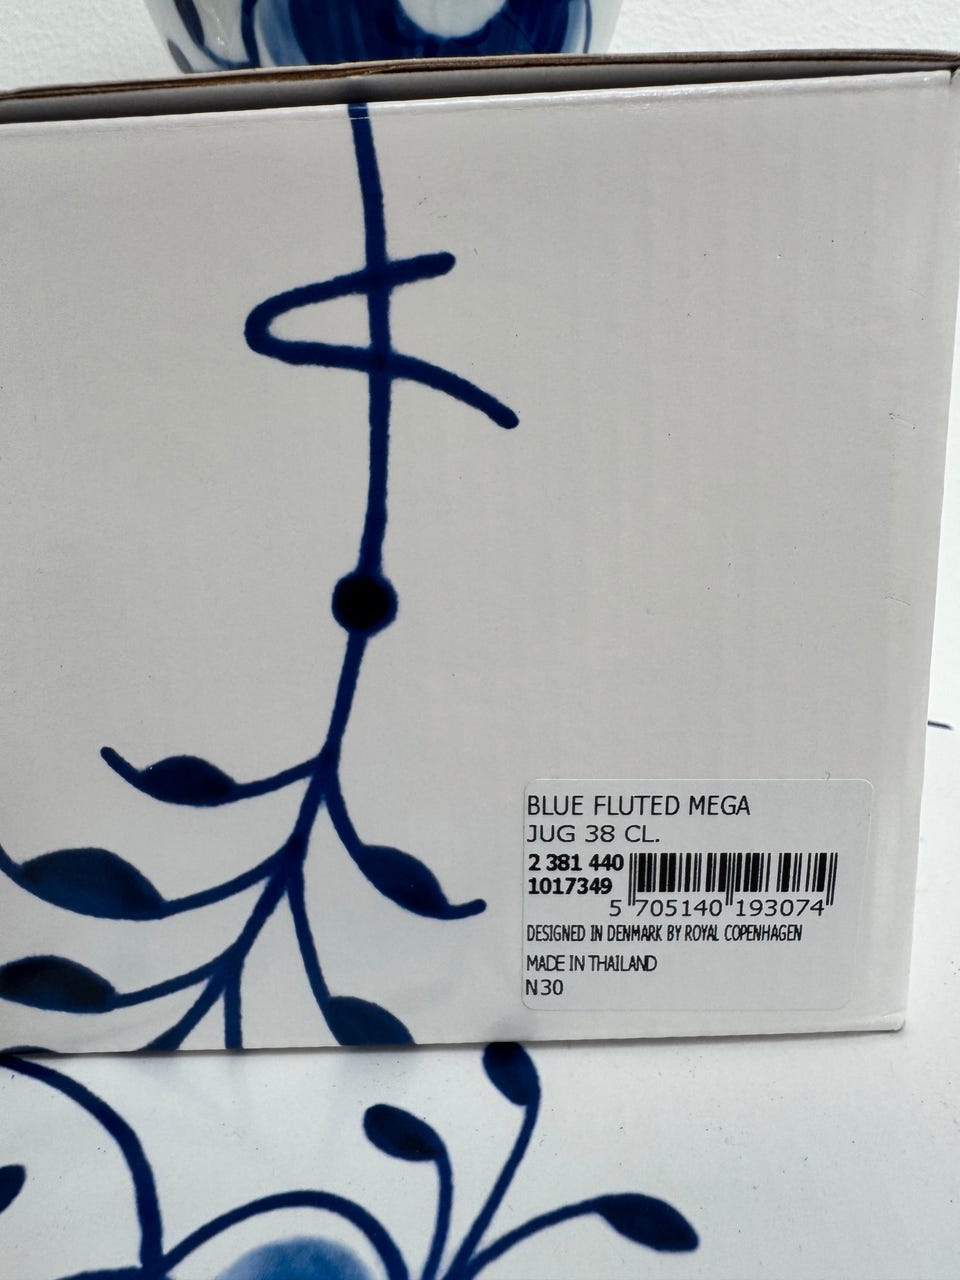 BLUE FLUTED MEGA
JUG 38 CL.
2 381 440
1017349
5 705140 193074
DESIGNED IN DENMARK BY ROYAL COPENHAGEN
MADE IN THAILAND
N30